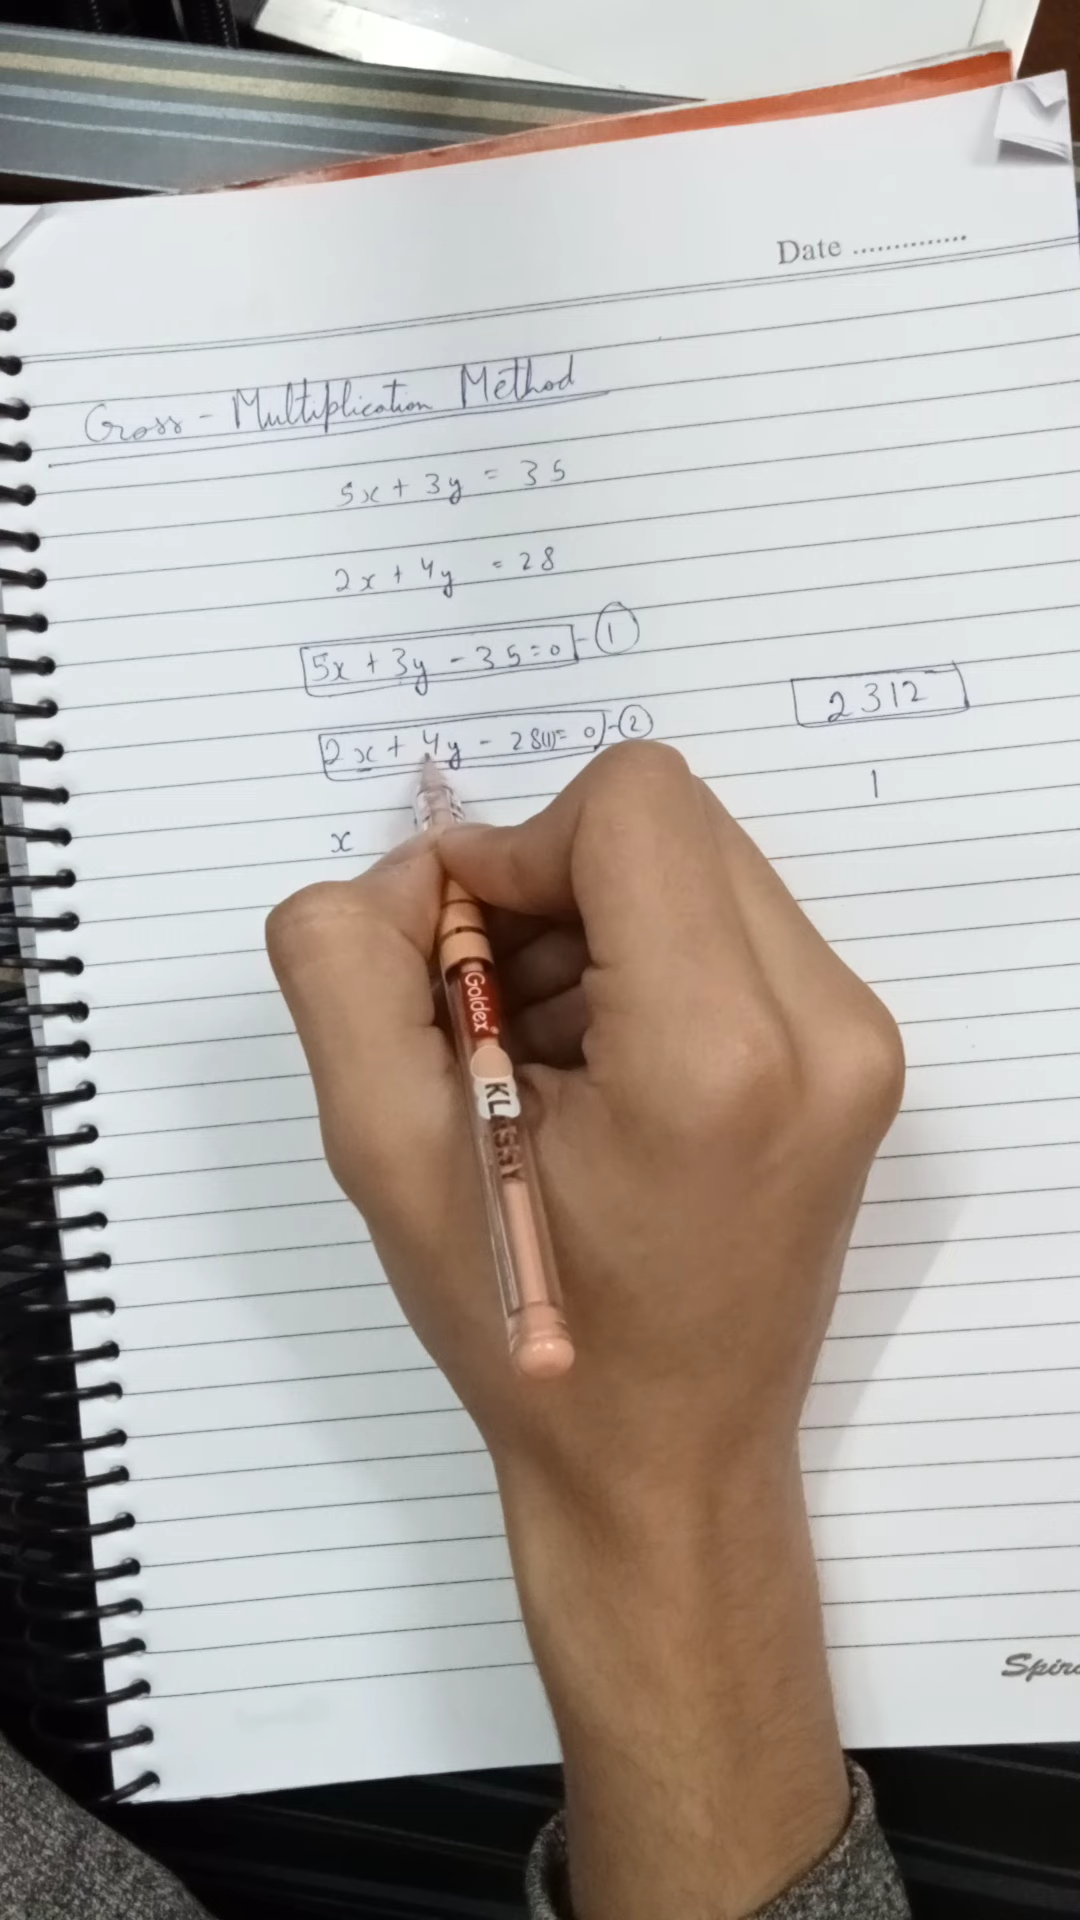 Date ..............
Cross - Multiplication Method
5x + 3y = 35
2x + 4y = 28
5x + 3y - 35 = 0 - 1
2x + 4y - 28(1) = 0 - 2
2312
x
1
Goldex
KLASSY